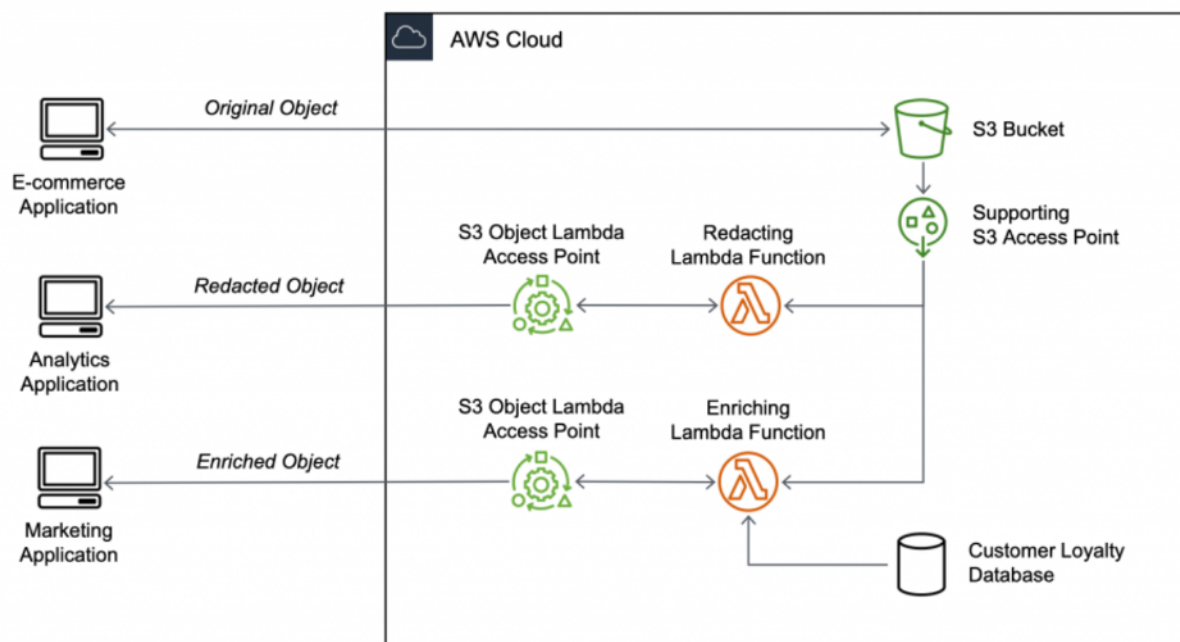 AWS Cloud
Original Object
S3 Bucket
E-commerce
Application
Supporting
S3 Access Point
S3 Object Lambda
Access Point
Redacting
Lambda Function
Redacted Object
Analytics
Application
S3 Object Lambda
Access Point
Enriching
Lambda Function
Enriched Object
Marketing
Application
Customer Loyalty
Database